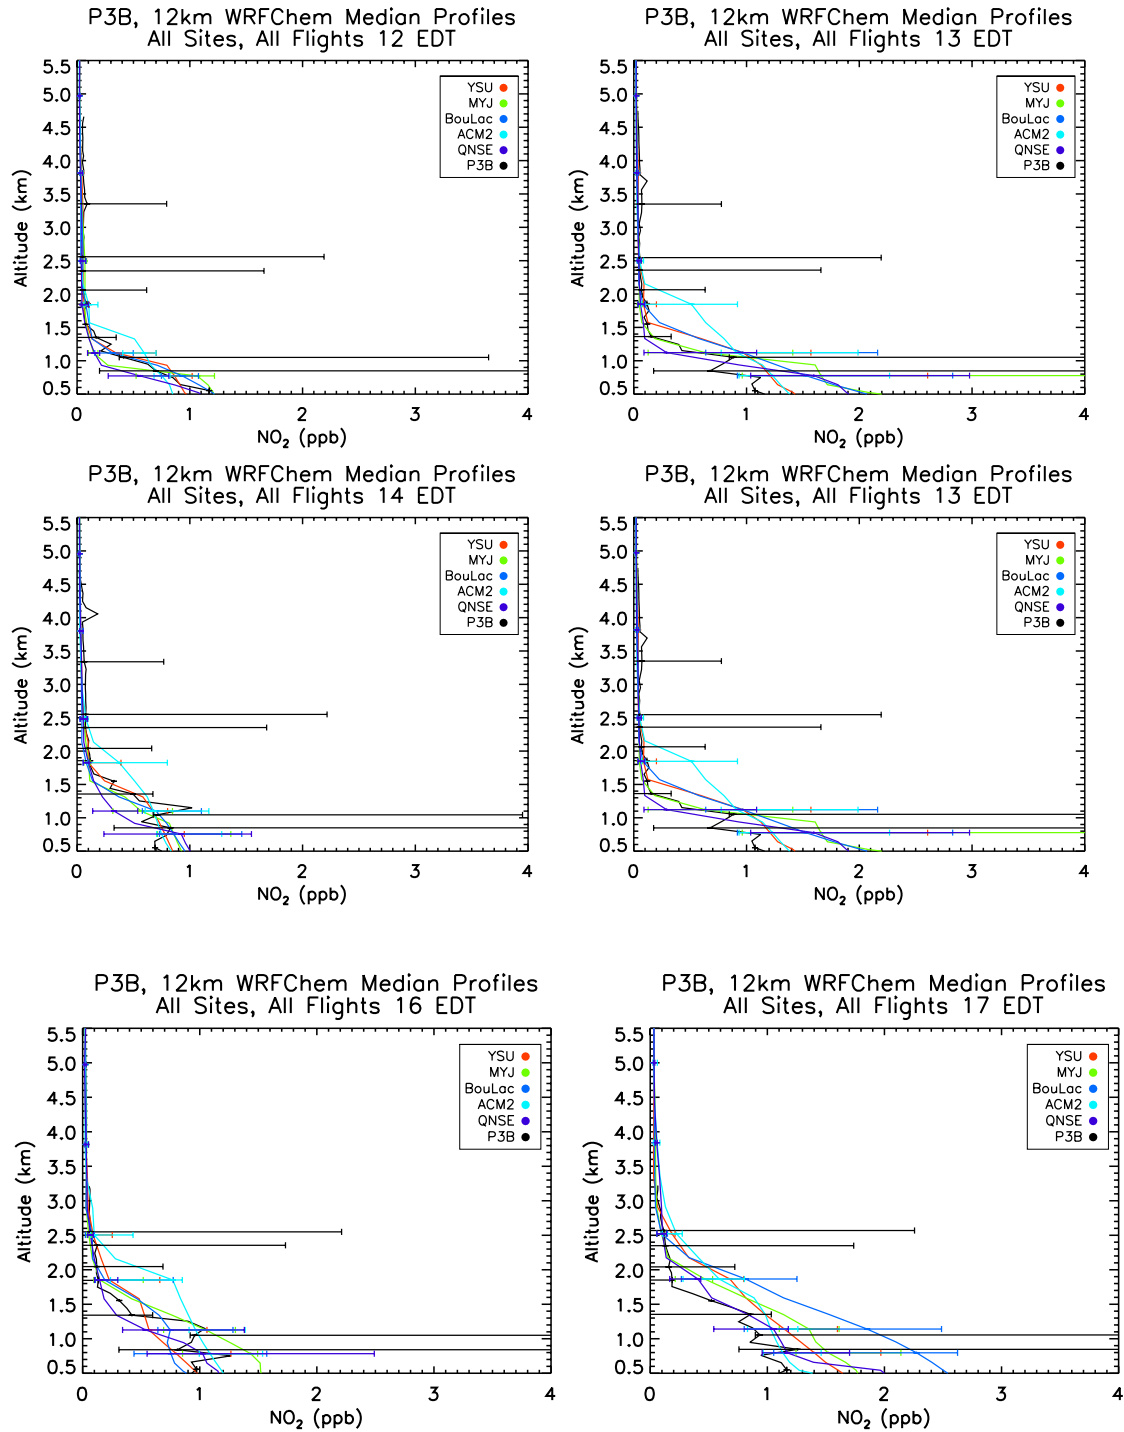 P3B, 12km WRFChem Median Profiles
All Sites, All Flights 12 EDT
5.5
5.0
4.5
4.0
3.5
3.0
2.5
2.0
1.5
1.0
0.5
Altitude (km)
YSU
MYJ
BouLac
ACM2
QNSE
P3B
0 1 2 3 4
NO2 (ppb)
P3B, 12km WRFChem Median Profiles
All Sites, All Flights 13 EDT
5.5
5.0
4.5
4.0
3.5
3.0
2.5
2.0
1.5
1.0
0.5
Altitude (km)
YSU
MYJ
BouLac
ACM2
QNSE
P3B
0 1 2 3 4
NO2 (ppb)
P3B, 12km WRFChem Median Profiles
All Sites, All Flights 14 EDT
5.5
5.0
4.5
4.0
3.5
3.0
2.5
2.0
1.5
1.0
0.5
Altitude (km)
YSU
MYJ
BouLac
ACM2
QNSE
P3B
0 1 2 3 4
NO2 (ppb)
P3B, 12km WRFChem Median Profiles
All Sites, All Flights 13 EDT
5.5
5.0
4.5
4.0
3.5
3.0
2.5
2.0
1.5
1.0
0.5
Altitude (km)
YSU
MYJ
BouLac
ACM2
QNSE
P3B
0 1 2 3 4
NO2 (ppb)
P3B, 12km WRFChem Median Profiles
All Sites, All Flights 16 EDT
5.5
5.0
4.5
4.0
3.5
3.0
2.5
2.0
1.5
1.0
0.5
Altitude (km)
YSU
MYJ
BouLac
ACM2
QNSE
P3B
0 1 2 3 4
NO2 (ppb)
P3B, 12km WRFChem Median Profiles
All Sites, All Flights 17 EDT
5.5
5.0
4.5
4.0
3.5
3.0
2.5
2.0
1.5
1.0
0.5
Altitude (km)
YSU
MYJ
BouLac
ACM2
QNSE
P3B
0 1 2 3 4
NO2 (ppb)